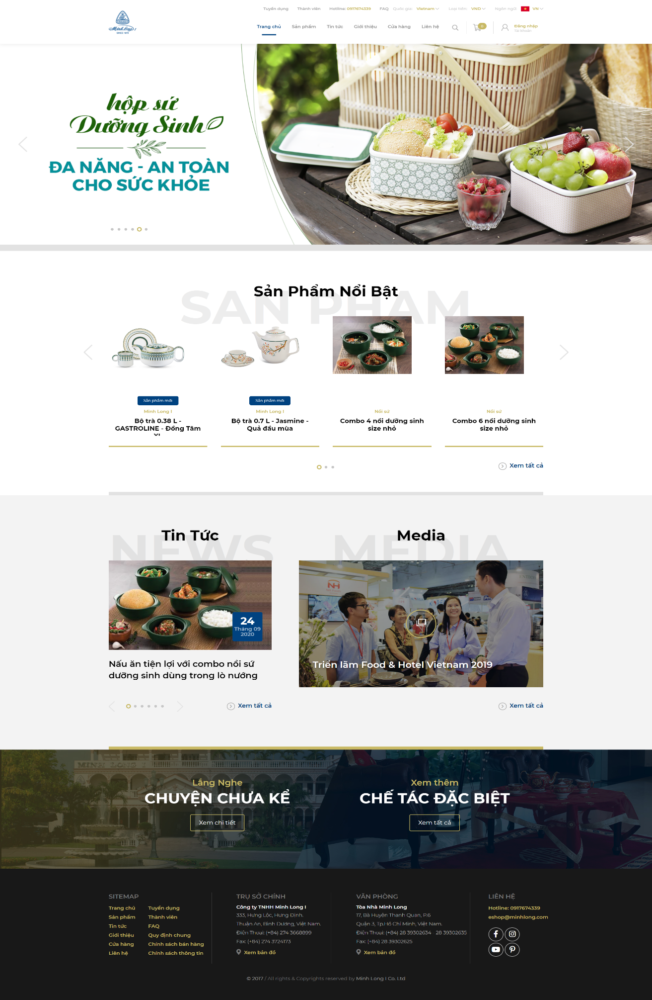 Tuyển dụng Thành viên Hotline: 0917674339 FAQ Quốc gia: Vietnam Loại tiền: VND Ngôn ngữ: VN
Minh Long I
SINCE 1970
Trang chủ Sản phẩm Tin tức Giới thiệu Cửa hàng Liên hệ 0 Đăng nhập
Tài khoản
hộp sứ
Dưỡng Sinh
ĐA NĂNG - AN TOÀN
CHO SỨC KHỎE
SAN PHAM
Sản Phẩm Nổi Bật
Sản phẩm mới
Minh Long I
Bộ trà 0.38 L -
GASTROLINE - Đồng Tâm
VI
Sản phẩm mới
Minh Long I
Bộ trà 0.7 L - Jasmine -
Quả đầu mùa
Nồi sứ
Combo 4 nồi dưỡng sinh
size nhỏ
Nồi sứ
Combo 6 nồi dưỡng sinh
size nhỏ
Xem tất cả
NEWS
Tin Tức
24
Tháng 09
2020
Nấu ăn tiện lợi với combo nồi sứ
dưỡng sinh dùng trong lò nướng
Xem tất cả
MEDIA
Media
NH
Triển lãm Food & Hotel Vietnam 2019
Xem tất cả
MINH LONG
Lắng Nghe
CHUYỆN CHƯA KỂ
Xem chi tiết
Xem thêm
CHẾ TÁC ĐẶC BIỆT
Xem tất cả
SITEMAP
Trang chủ
Sản phẩm
Tin tức
Giới thiệu
Cửa hàng
Liên hệ
Tuyển dụng
Thành viên
FAQ
Quy định chung
Chính sách bán hàng
Chính sách thông tin
TRỤ SỞ CHÍNH
Công ty TNHH Minh Long I
333, Hưng Lộc, Hưng Định.
Thuận An, Bình Dương, Việt Nam.
Điện Thoại: (+84) 274 3668899
Fax: (+84) 274 3724173
Xem bản đồ
VĂN PHÒNG
Tòa Nhà Minh Long
17, Bà Huyện Thanh Quan, P.6
Quận 3, Tp.Hồ Chí Minh, Việt Nam.
Điện Thoại: (+84) 28 39302634 - 28 39302635
Fax: (+84) 28 39302625
Xem bản đồ
LIÊN HỆ
Hotline: 0917674339
eshop@minhlong.com
© 2017 / All rights & Copyrights reserved by Minh Long I Co. Ltd